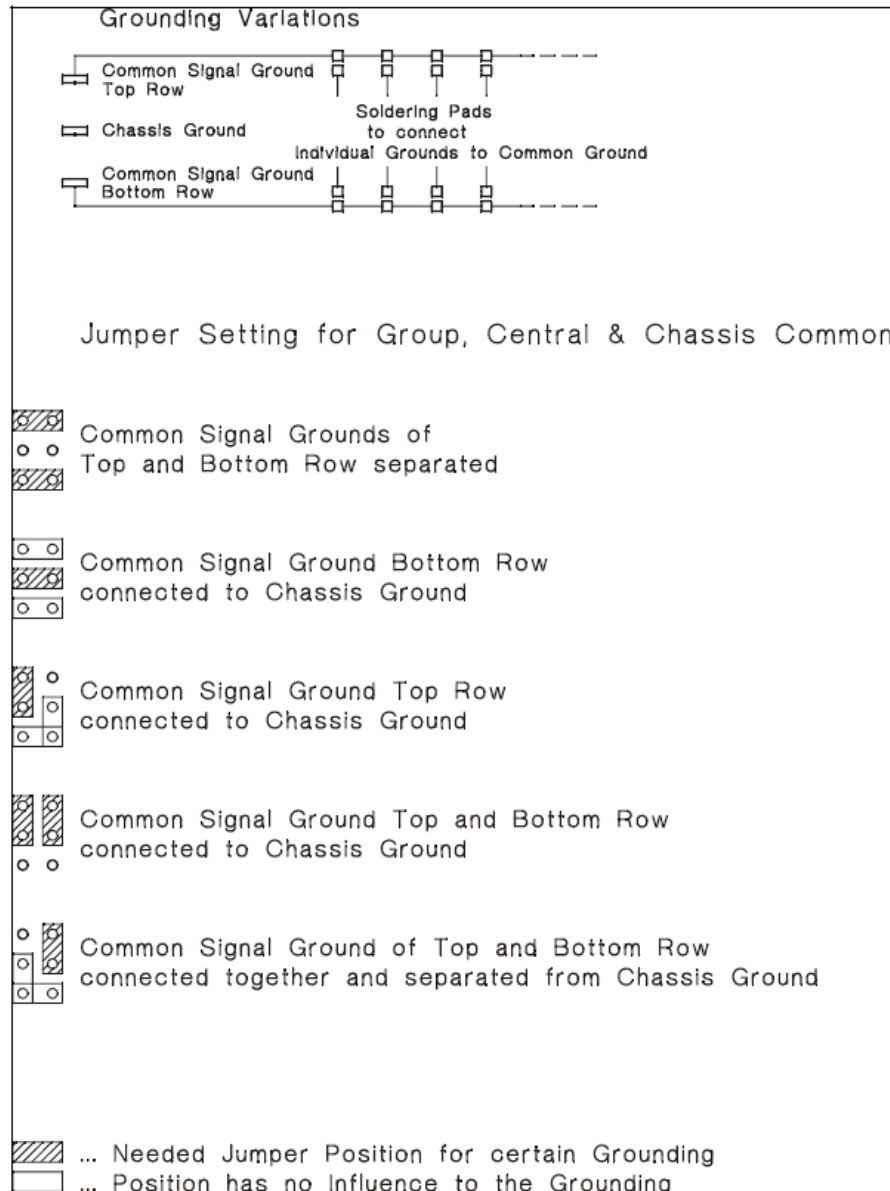 Grounding Variations
Common Signal Ground
Top Row
Chassis Ground
Common Signal Ground
Bottom Row
Soldering Pads
to connect
Individual Grounds to Common Ground
Jumper Setting for Group, Central & Chassis Common
Common Signal Grounds of
Top and Bottom Row separated
Common Signal Ground Bottom Row
connected to Chassis Ground
Common Signal Ground Top Row
connected to Chassis Ground
Common Signal Ground Top and Bottom Row
connected to Chassis Ground
Common Signal Ground of Top and Bottom Row
connected together and separated from Chassis Ground
... Needed Jumper Position for certain Grounding
... Position has no Influence to the Grounding